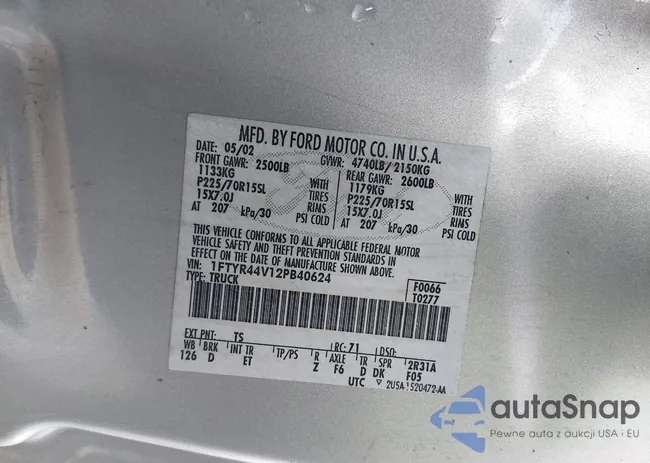 MFD. BY FORD MOTOR CO. IN U.S.A.
DATE: 05/02 GVWR: 4740LB/ 2150KG
FRONT GAWR: 2500LB REAR GAWR: 2600LB
1133KG WITH 1179KG WITH
P225/70R15SL TIRES P225/70R15SL TIRES
15X7.0J RIMS 15X7.0J RIMS
AT 207 kPa/30 PSI COLD AT 207 kPa/30 PSI COLD
THIS VEHICLE CONFORMS TO ALL APPLICABLE FEDERAL MOTOR
VEHICLE SAFETY AND THEFT PREVENTION STANDARDS IN
EFFECT ON THE DATE OF MANUFACTURE SHOWN ABOVE.
VIN: 1FTYR44V12PB40624
TYPE: TRUCK
F0066
T0277
EXT PNT: TS RC: 71 DSO:
WB BRK INT TR TP/PS R AXLE TR SPR 2R31A
126 D ET Z F6 D DK F05
UTC ▽ 2U5A-1520472-AA
autaSnap
Pewne auta z aukcji USA i EU